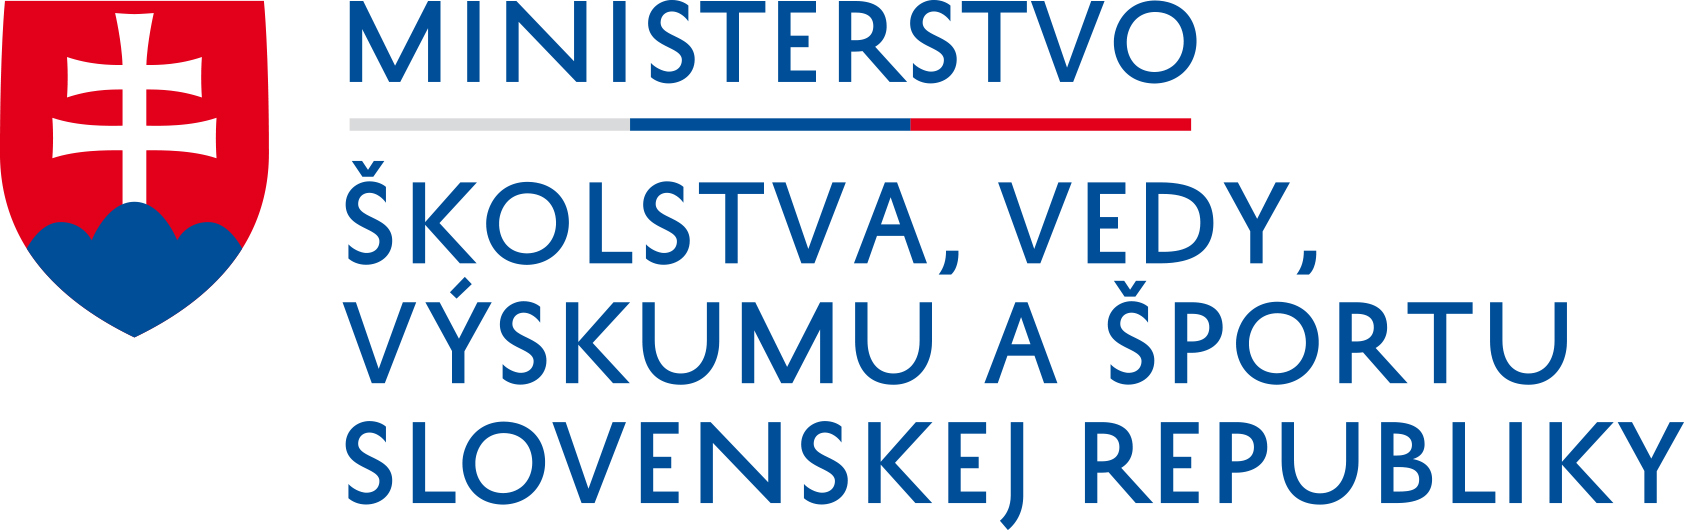 MINISTERSTVO
ŠKOLSTVA, VEDY,
VÝSKUMU A ŠPORTU
SLOVENSKEJ REPUBLIKY